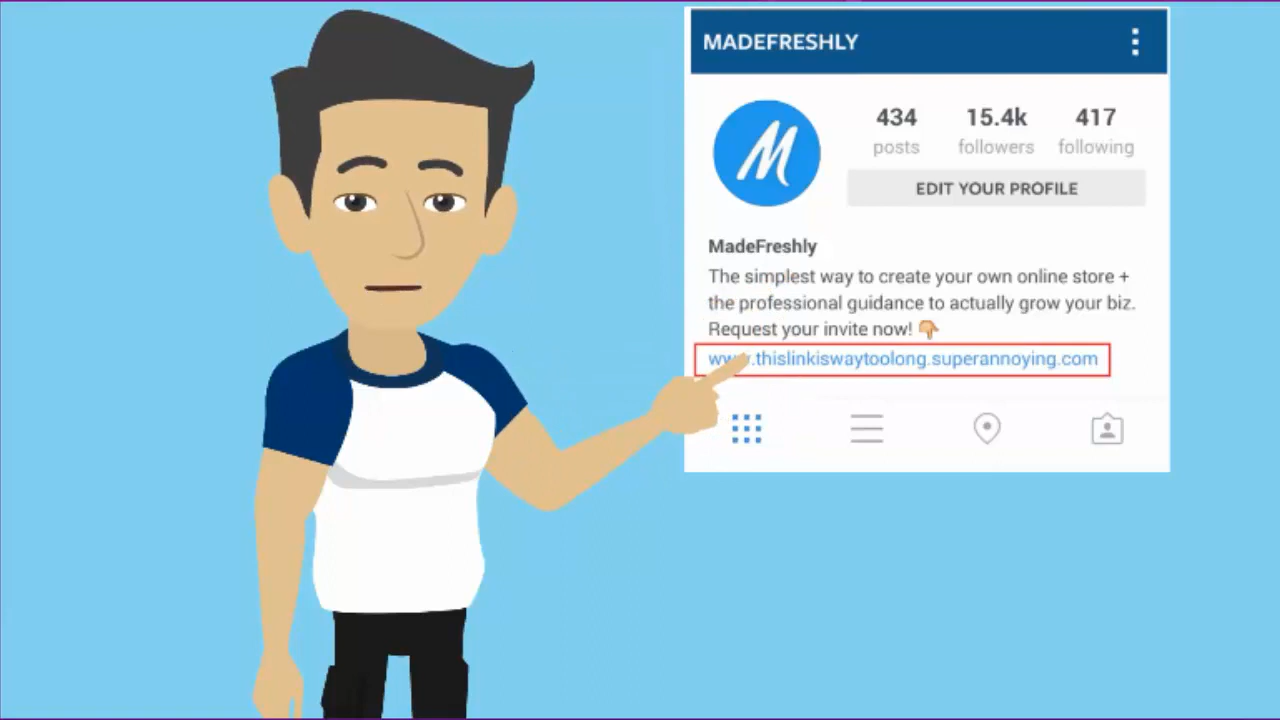 MADEFRESHLY
M
434 15.4k 417
posts followers following
EDIT YOUR PROFILE
MadeFreshly
The simplest way to create your own online store +
the professional guidance to actually grow your biz.
Request your invite now! 👇
www.thislinkiswaytoolong.superannoying.com